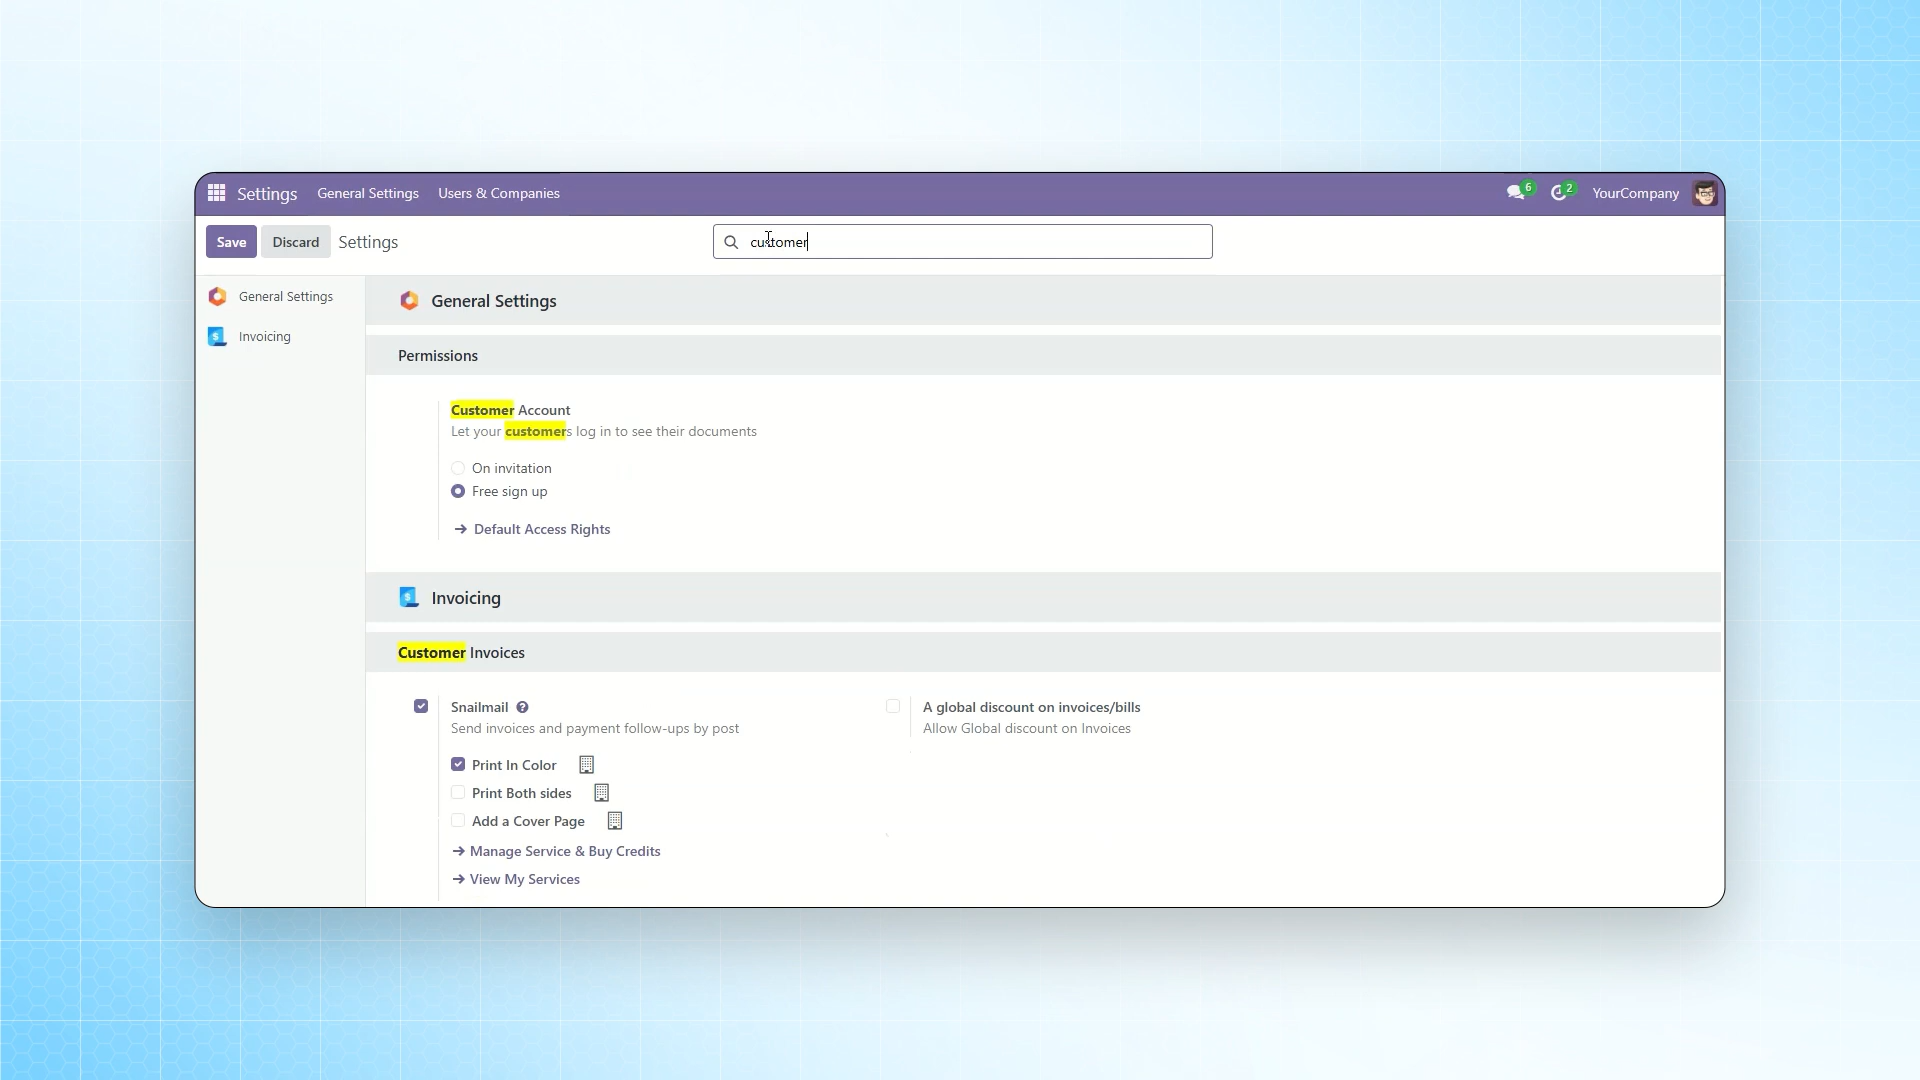 Settings General Settings Users & Companies 6 2 YourCompany
Save Discard Settings customer
General Settings
Invoicing
General Settings
Permissions
Customer Account
Let your customers log in to see their documents
On invitation
Free sign up
→ Default Access Rights
$ Invoicing
Customer Invoices
Snailmail ?
Send invoices and payment follow-ups by post
Print In Color
Print Both sides
Add a Cover Page
→ Manage Service & Buy Credits
→ View My Services
A global discount on invoices/bills
Allow Global discount on Invoices